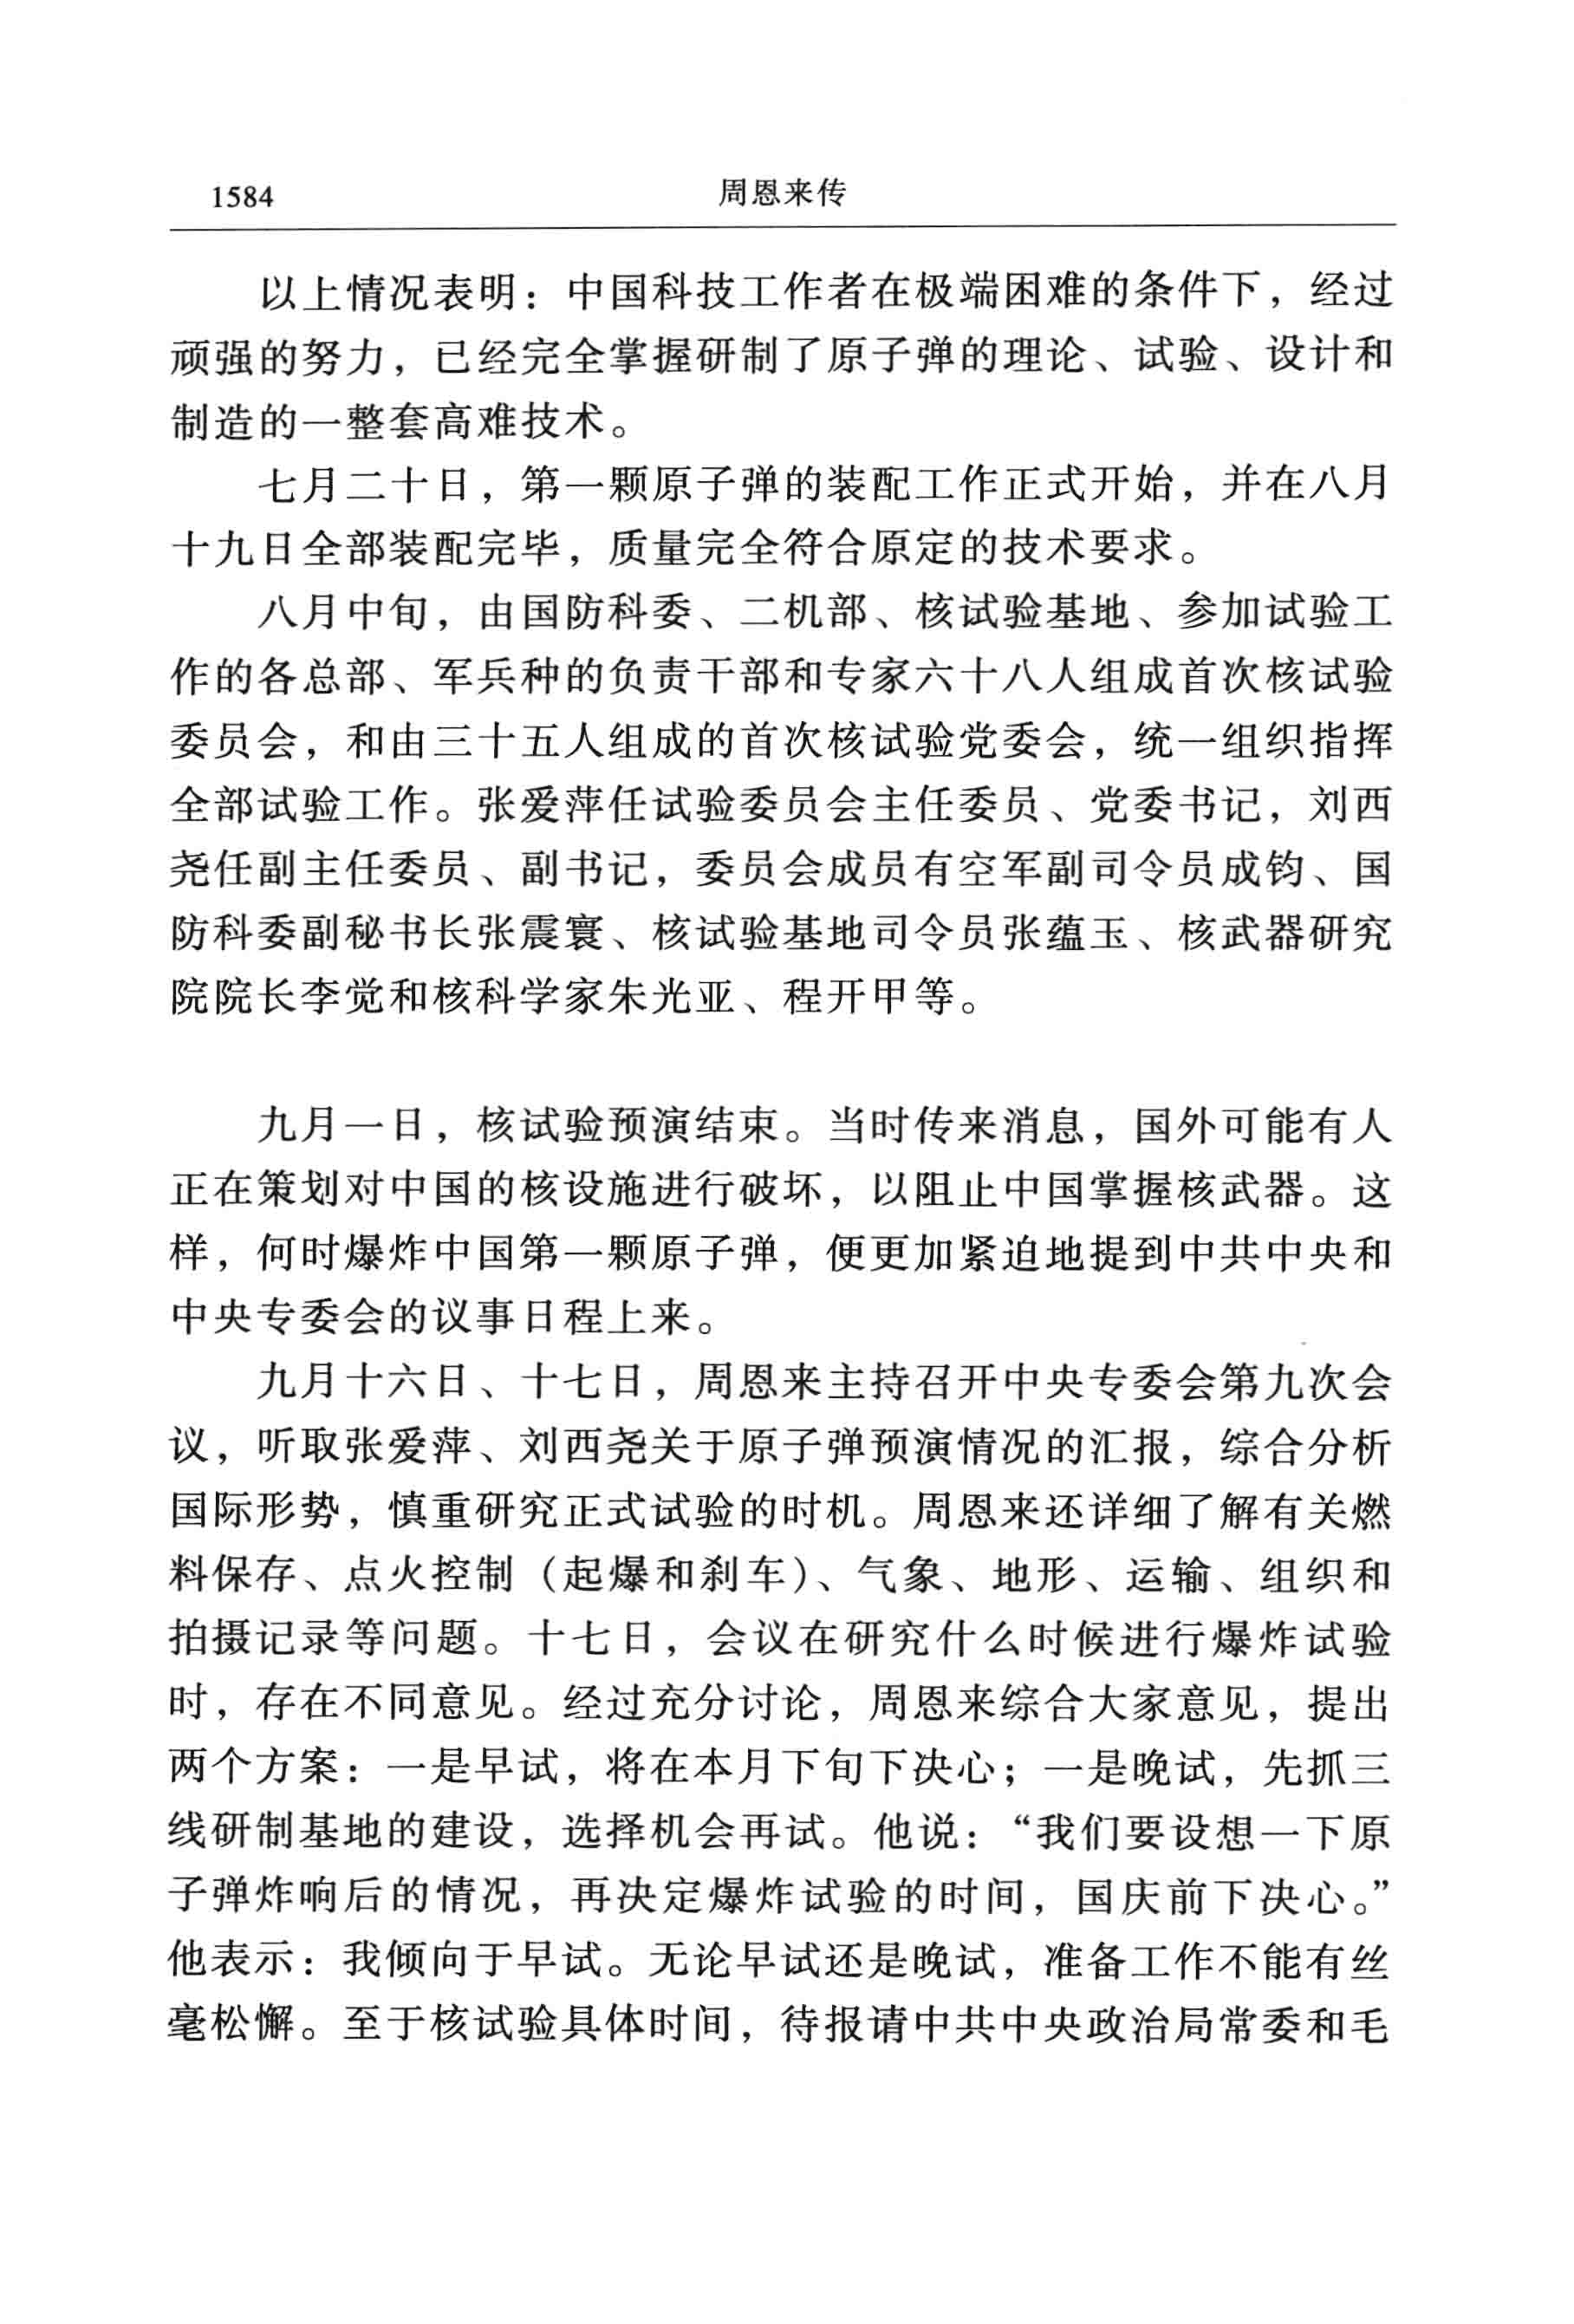 1584
周恩来传
以上情况表明：中国科技工作者在极端困难的条件下，经过
顽强的努力，已经完全掌握研制了原子弹的理论、试验、设计和
制造的一整套高难技术。
七月二十日，第一颗原子弹的装配工作正式开始，并在八月
十九日全部装配完毕，质量完全符合原定的技术要求。
八月中旬，由国防科委、二机部、核试验基地、参加试验工
作的各总部、军兵种的负责干部和专家六十八人组成首次核试验
委员会，和由三十五人组成的首次核试验党委会，统一组织指挥
全部试验工作。张爱萍任试验委员会主任委员、党委书记，刘西
尧任副主任委员、副书记，委员会成员有空军副司令员成钧、国
防科委副秘书长张震寰、核试验基地司令员张蕴玉、核武器研究
院院长李觉和核科学家朱光亚、程开甲等。
九月一日，核试验预演结束。当时传来消息，国外可能有人
正在策划对中国的核设施进行破坏，以阻止中国掌握核武器。这
样，何时爆炸中国第一颗原子弹，便更加紧迫地提到中共中央和
中央专委会的议事日程上来。
九月十六日、十七日，周恩来主持召开中央专委会第九次会
议，听取张爱萍、刘西尧关于原子弹预演情况的汇报，综合分析
国际形势，慎重研究正式试验的时机。周恩来还详细了解有关燃
料保存、点火控制（起爆和刹车）、气象、地形、运输、组织和
拍摄记录等问题。十七日，会议在研究什么时候进行爆炸试验
时，存在不同意见。经过充分讨论，周恩来综合大家意见，提出
两个方案：一是早试，将在本月下旬下决心；一是晚试，先抓三
线研制基地的建设，选择机会再试。他说：“我们要设想一下原
子弹炸响后的情况，再决定爆炸试验的时间，国庆前下决心。”
他表示：我倾向于早试。无论早试还是晚试，准备工作不能有丝
毫松懈。至于核试验具体时间，待报请中共中央政治局常委和毛